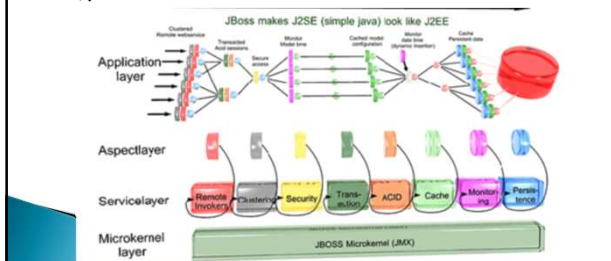 JBoss makes J2SE (simple java) look like J2EE
Clustered
Remote webservice
Transacted
Acid sessions
Secure
access
Monitor
Model time
Cached model
configuration
Monitor
data time
(dynamic insertion)
Cache
Persistent data
Application
layer
Aspectlayer
Servicelayer
Remote
Invokers
Clustering
Security
Trans-
aution
ACID
Cache
Monitor-
ing
Persis-
tence
Microkernel
layer
JBOSS Microkernel (JMX)